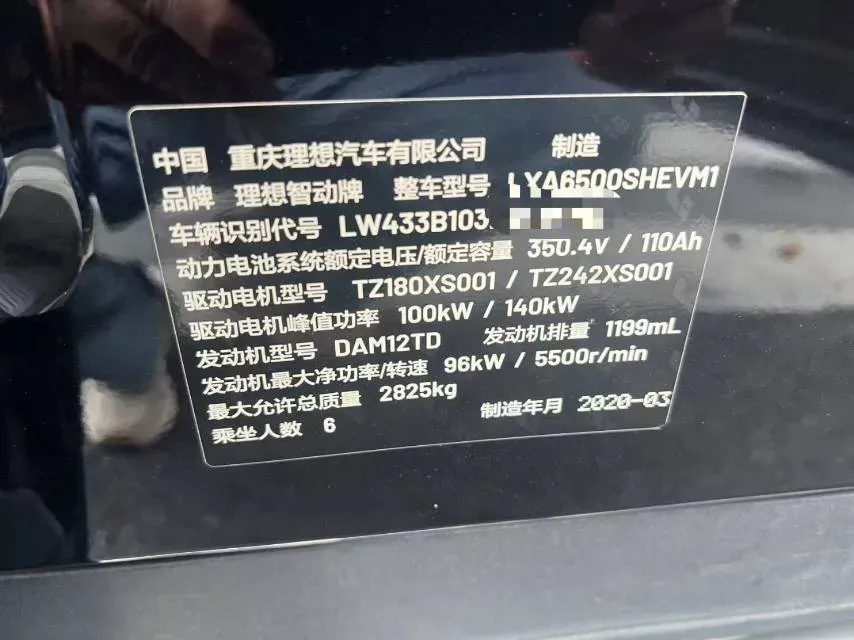 中国 重庆理想汽车有限公司 制造
品牌 理想智动牌 整车型号 LXA6500SHEVM1
车辆识别代号 LW433B103
动力电池系统额定电压/额定容量 350.4V / 110Ah
驱动电机型号 TZ180XS001 / TZ242XS001
驱动电机峰值功率 100kW / 140kW
发动机型号 DAM12TD 发动机排量 1199mL
发动机最大净功率/转速 96kW / 5500r/min
最大允许总质量 2825kg
乘坐人数 6 制造年月 2020-03